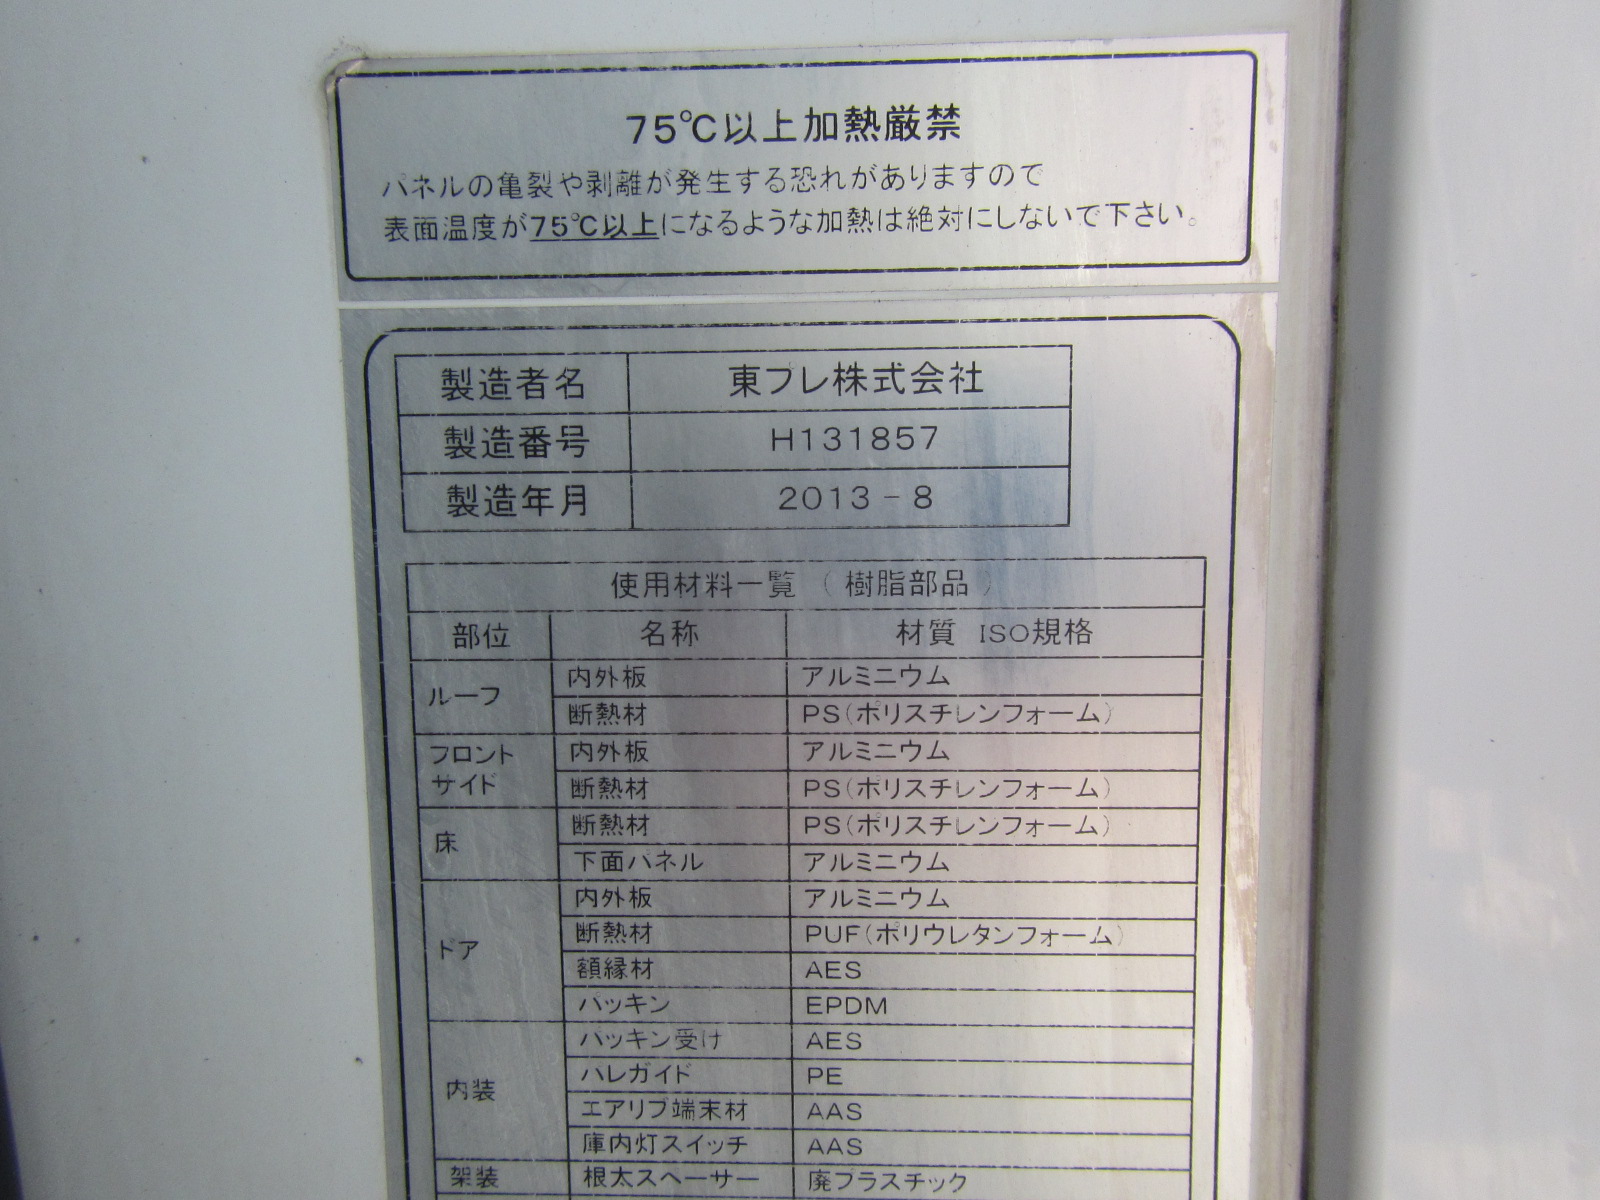 75℃以上加熱厳禁
パネルの亀裂や剥離が発生する恐れがありますので
表面温度が75℃以上になるような加熱は絶対にしないで下さい。
製造者名 東プレ株式会社
製造番号 H131857
製造年月 2013-8
使用材料一覧(樹脂部品)
部位 名称 材質 ISO規格
ルーフ 内外板 アルミニウム
断熱材 PS(ポリスチレンフォーム)
フロント
サイド 内外板 アルミニウム
断熱材 PS(ポリスチレンフォーム)
床 断熱材 PS(ポリスチレンフォーム)
下面パネル アルミニウム
ドア 内外板 アルミニウム
断熱材 PUF(ポリウレタンフォーム)
額縁材 AES
パッキン EPDM
内装 パッキン受け AES
ハレガイド PE
エアリブ端末材 AAS
庫内灯スイッチ AAS
架装 根太スペーサー 廃プラスチック